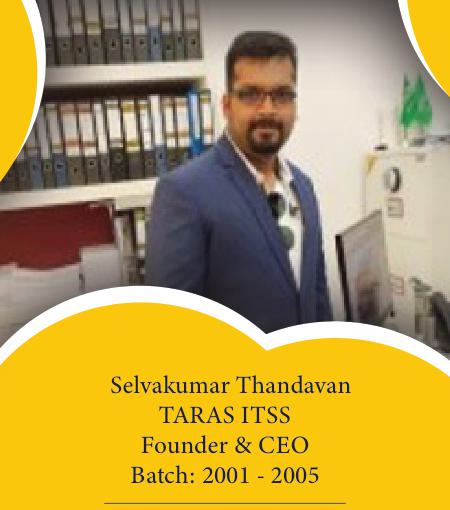 Selvakumar Thandavan
TARAS ITSS
Founder & CEO
Batch: 2001 - 2005